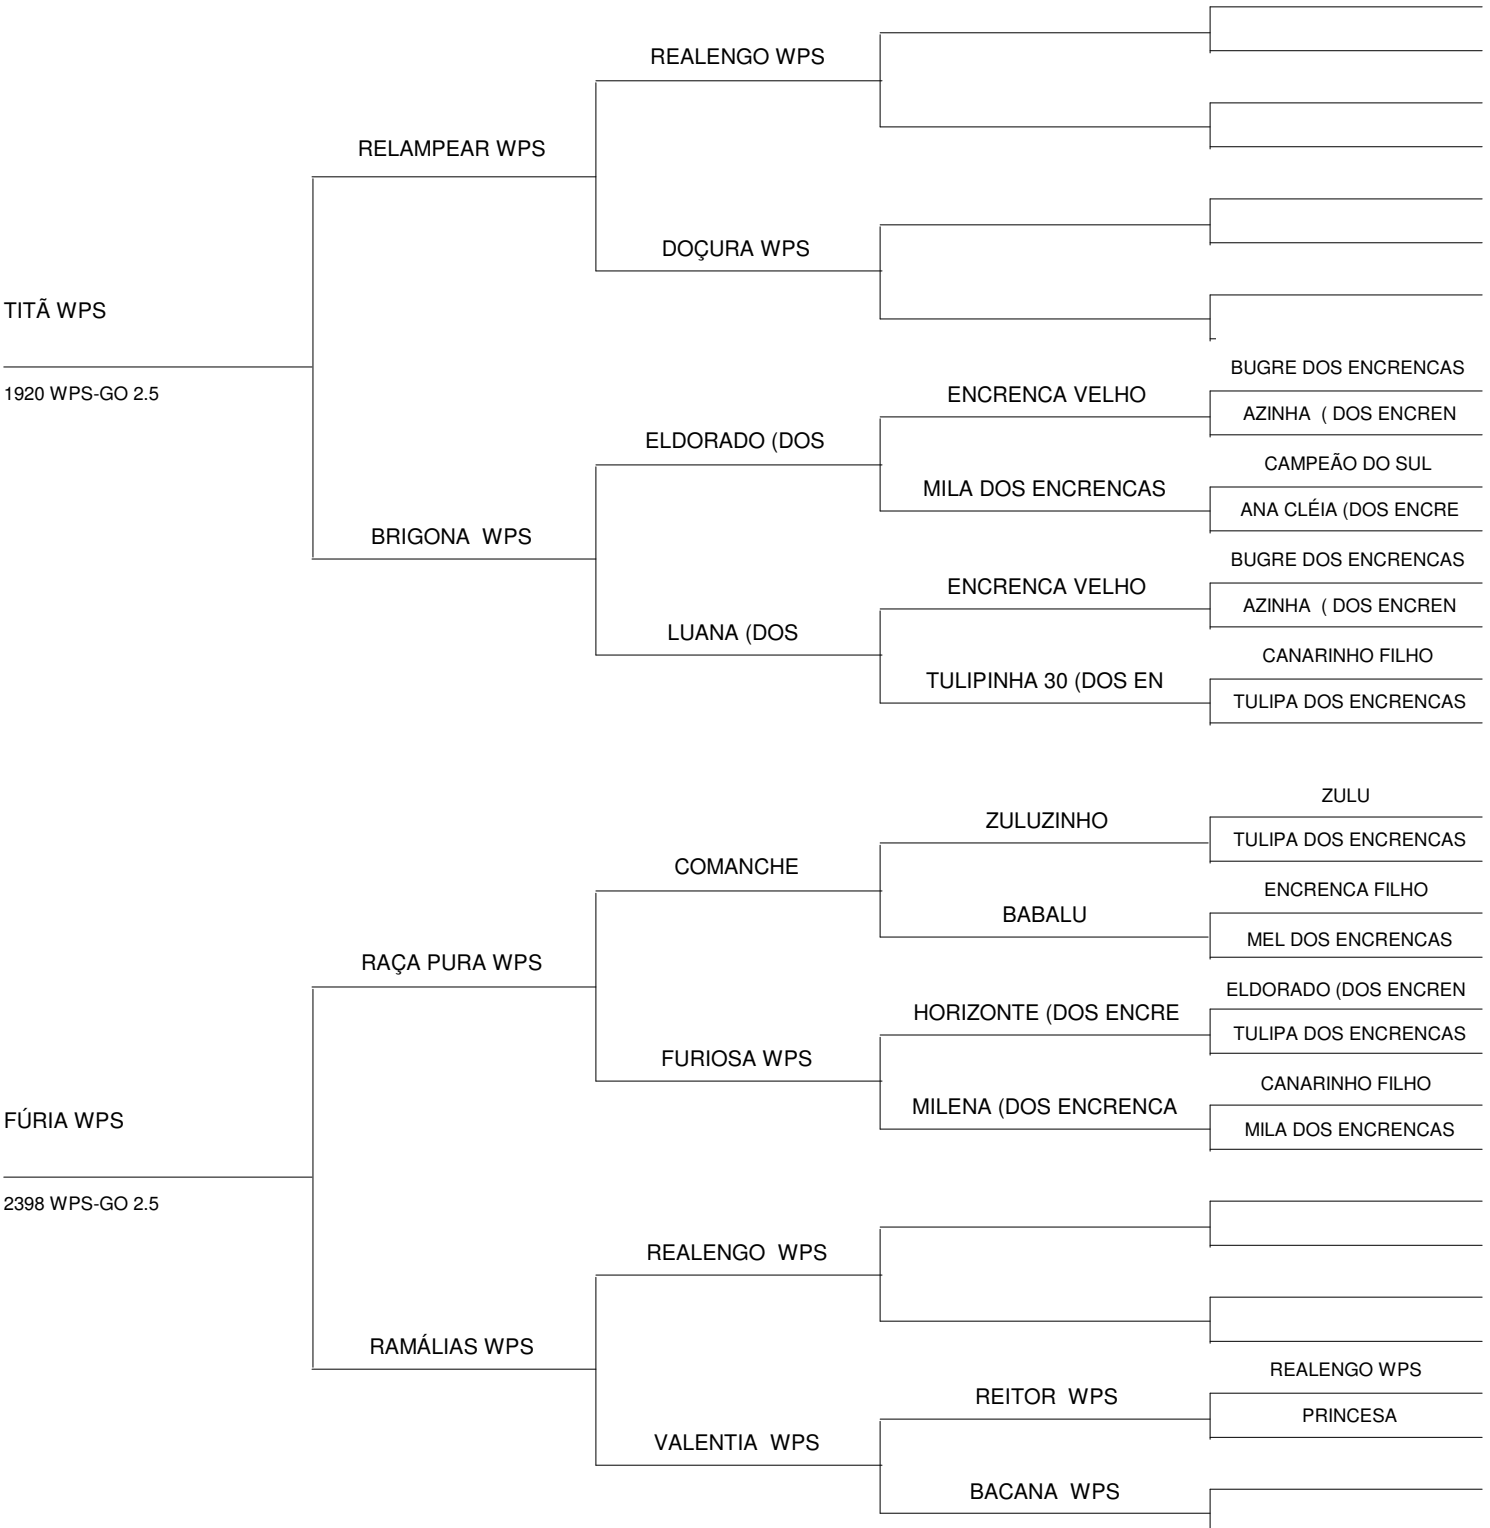 REALENGO WPS
RELAMPEAR WPS
DOÇURA WPS
TITÃ WPS
1920 WPS-GO 2.5
BUGRE DOS ENCRENCAS
ENCRENCA VELHO
AZINHA ( DOS ENCREN
ELDORADO (DOS
CAMPEÃO DO SUL
MILA DOS ENCRENCAS
ANA CLÉIA (DOS ENCRE
BRIGONA WPS
BUGRE DOS ENCRENCAS
ENCRENCA VELHO
AZINHA ( DOS ENCREN
LUANA (DOS
CANARINHO FILHO
TULIPINHA 30 (DOS EN
TULIPA DOS ENCRENCAS
ZULU
ZULUZINHO
TULIPA DOS ENCRENCAS
COMANCHE
ENCRENCA FILHO
BABALU
MEL DOS ENCRENCAS
RAÇA PURA WPS
ELDORADO (DOS ENCREN
HORIZONTE (DOS ENCRE
TULIPA DOS ENCRENCAS
FURIOSA WPS
CANARINHO FILHO
MILENA (DOS ENCRENCA
MILA DOS ENCRENCAS
FÚRIA WPS
2398 WPS-GO 2.5
REALENGO WPS
RAMÁLIAS WPS
REALENGO WPS
REITOR WPS
PRINCESA
VALENTIA WPS
BACANA WPS